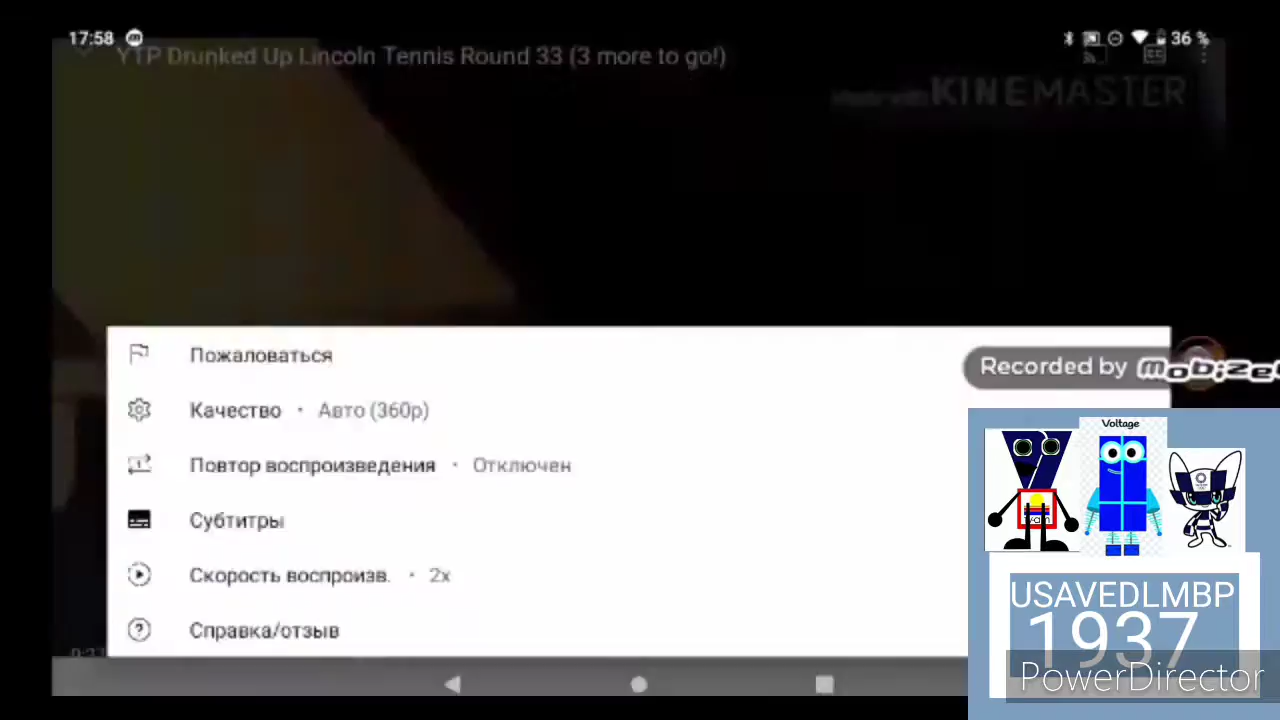 17:58
36 %
YTP Drunked Up Lincoln Tennis Round 33 (3 more to go!)
KINEMASTER
Пожаловаться
Recorded by
Качество · Авто (360p)
Повтор воспроизведения · Отключен
Субтитры
Скорость воспроизв. · 2x
Справка/отзыв
Voltage
USAVEDLMBP
1937
PowerDirector